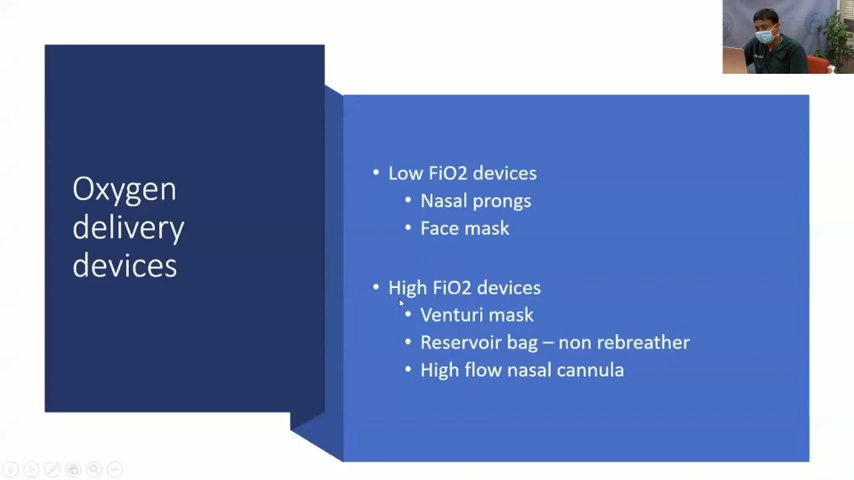 Oxygen
delivery
devices
• Low FiO2 devices
• Nasal prongs
• Face mask
• High FiO2 devices
• Venturi mask
• Reservoir bag – non rebreather
• High flow nasal cannula